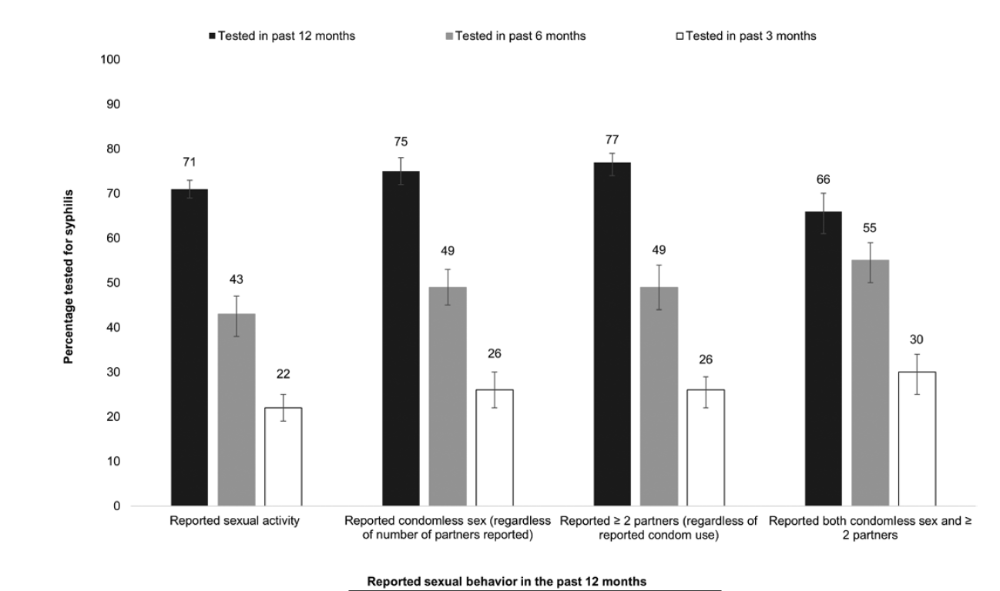 Tested in past 12 months
Tested in past 6 months
Tested in past 3 months
Percentage tested for syphilis
100
90
80
70
60
50
40
30
20
10
0
71
43
22
75
49
26
77
49
26
66
55
30
Reported sexual activity
Reported condomless sex (regardless
of number of partners reported)
Reported ≥ 2 partners (regardless of
reported condom use)
Reported both condomless sex and ≥
2 partners
Reported sexual behavior in the past 12 months